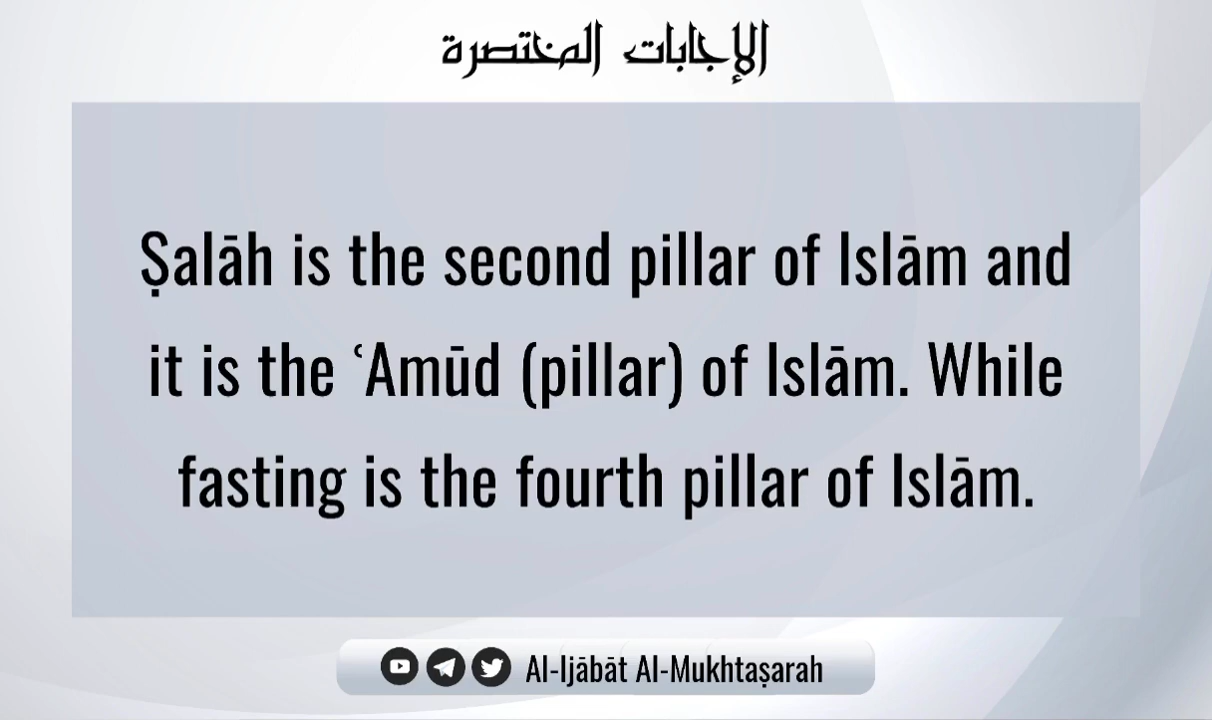 الإجابات المختصرة
Ṣalāh is the second pillar of Islām and
it is the ʿAmūd (pillar) of Islām. While
fasting is the fourth pillar of Islām.
Al-Ijābāt Al-Mukhtaṣarah